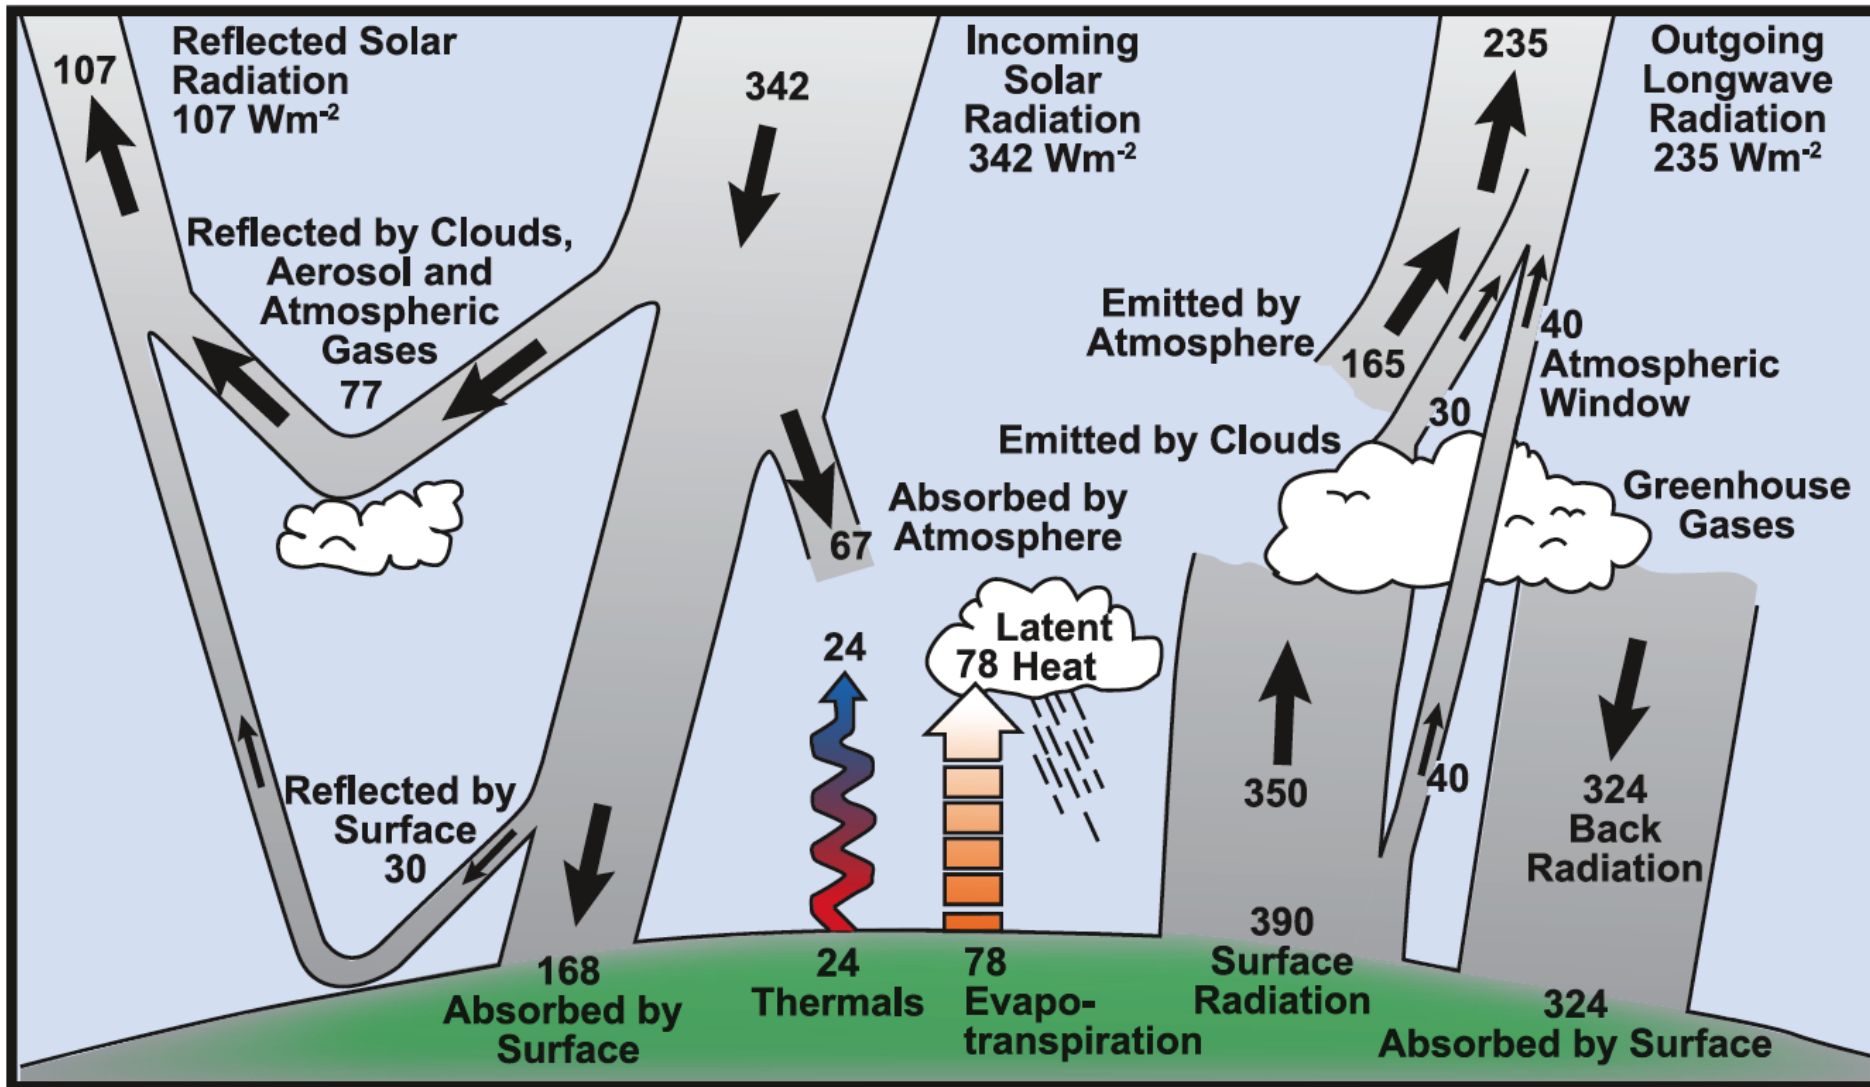 107
Reflected Solar
Radiation
107 Wm⁻²
342
Incoming
Solar
Radiation
342 Wm⁻²
235
Outgoing
Longwave
Radiation
235 Wm⁻²
Reflected by Clouds,
Aerosol and
Atmospheric
Gases
77
Emitted by
Atmosphere
165
40
Atmospheric
Window
30
Emitted by Clouds
Absorbed by
Atmosphere
67
Greenhouse
Gases
24
Latent
78 Heat
Reflected by
Surface
30
350
40
324
Back
Radiation
168
Absorbed by
Surface
24
Thermals
78
Evapo-
transpiration
390
Surface
Radiation
324
Absorbed by Surface